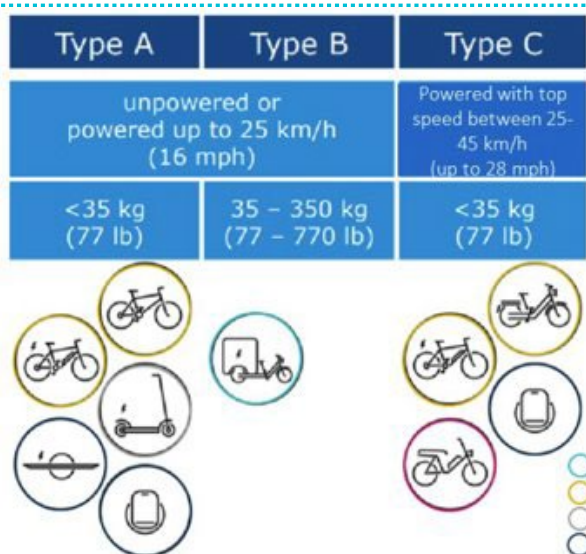 Type A
Type B
Type C
unpowered or
powered up to 25 km/h
(16 mph)
Powered with top
speed between 25-
45 km/h
(up to 28 mph)
<35 kg
(77 lb)
35 – 350 kg
(77 – 770 lb)
<35 kg
(77 lb)